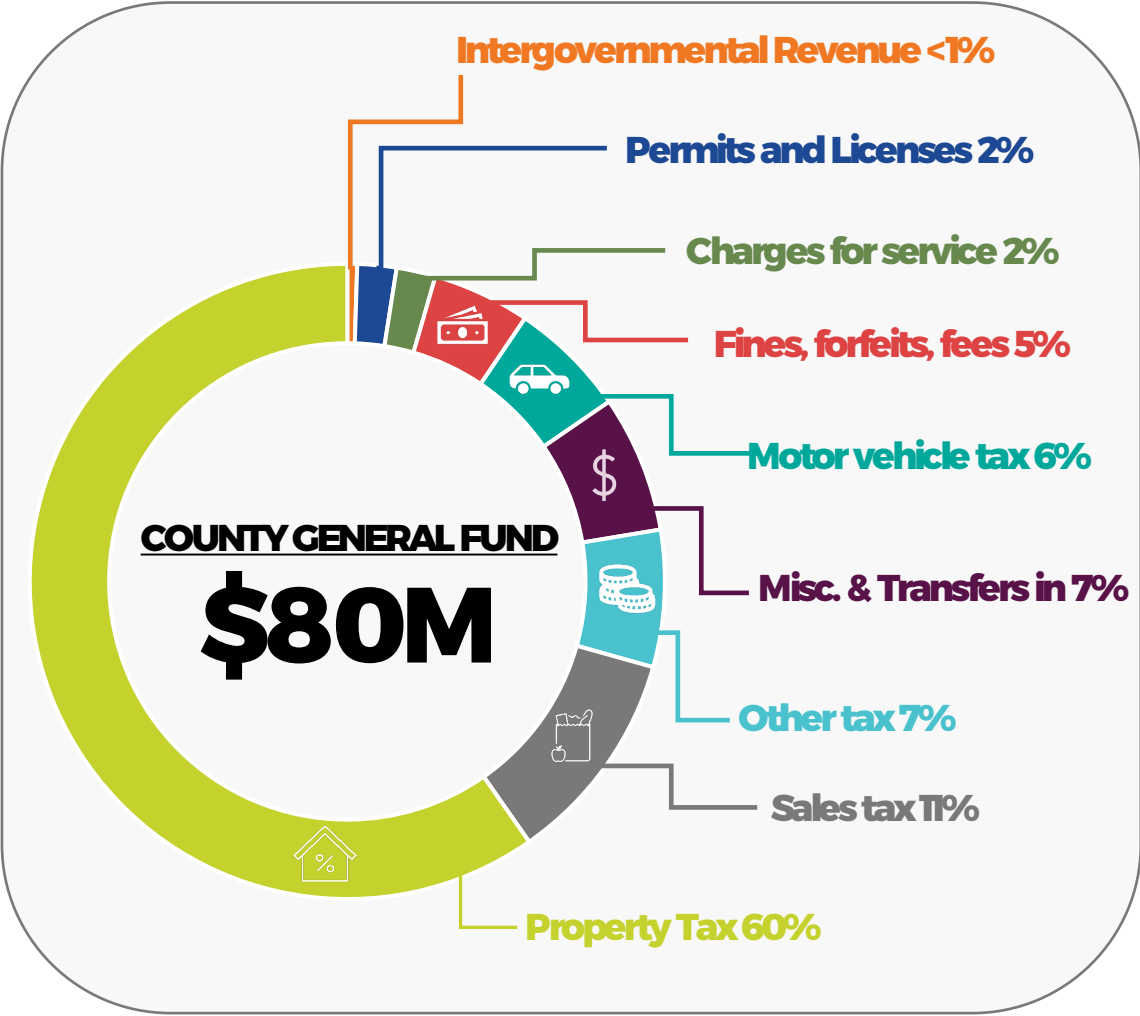 Intergovernmental Revenue <1%
Permits and Licenses 2%
Charges for service 2%
Fines, forfeits, fees 5%
Motor vehicle tax 6%
$
COUNTY GENERAL FUND
$80M
Misc. & Transfers in 7%
Other tax 7%
Sales tax 11%
%
Property Tax 60%